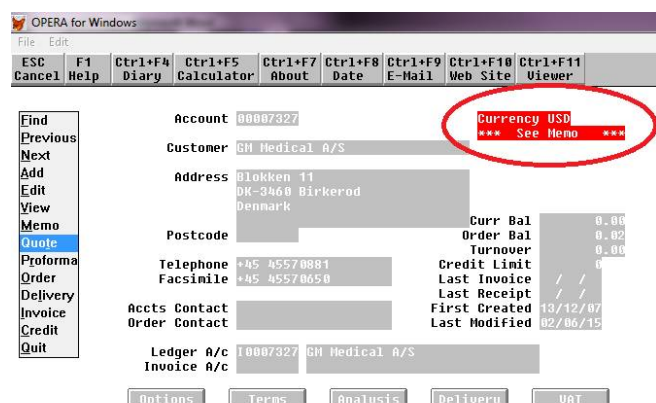 OPERA for Windows
File Edit
ESC F1 Ctrl+F4 Ctrl+F5 Ctrl+F7 Ctrl+F8 Ctrl+F9 Ctrl+F10 Ctrl+F11
Cancel Help Diary Calculator About Date E-Mail Web Site Viewer
Find
Previous
Next
Add
Edit
View
Memo
Quote
Proforma
Order
Delivery
Invoice
Credit
Quit
Account 00007327
Currency USD
*** See Memo ***
Customer GM Medical A/S
Address Blokken 11
DK-3460 Birkerod
Denmark
Postcode
Telephone +45 45570881
Facsimile +45 45570650
Accts Contact
Order Contact
Curr Bal 0.00
Order Bal 0.02
Turnover 0.00
Credit Limit 0
Last Invoice / /
Last Receipt / /
First Created 13/12/07
Last Modified 02/06/15
Ledger A/c I0007327 GM Medical A/S
Invoice A/c
Options Terms Analysis Delivery VAT